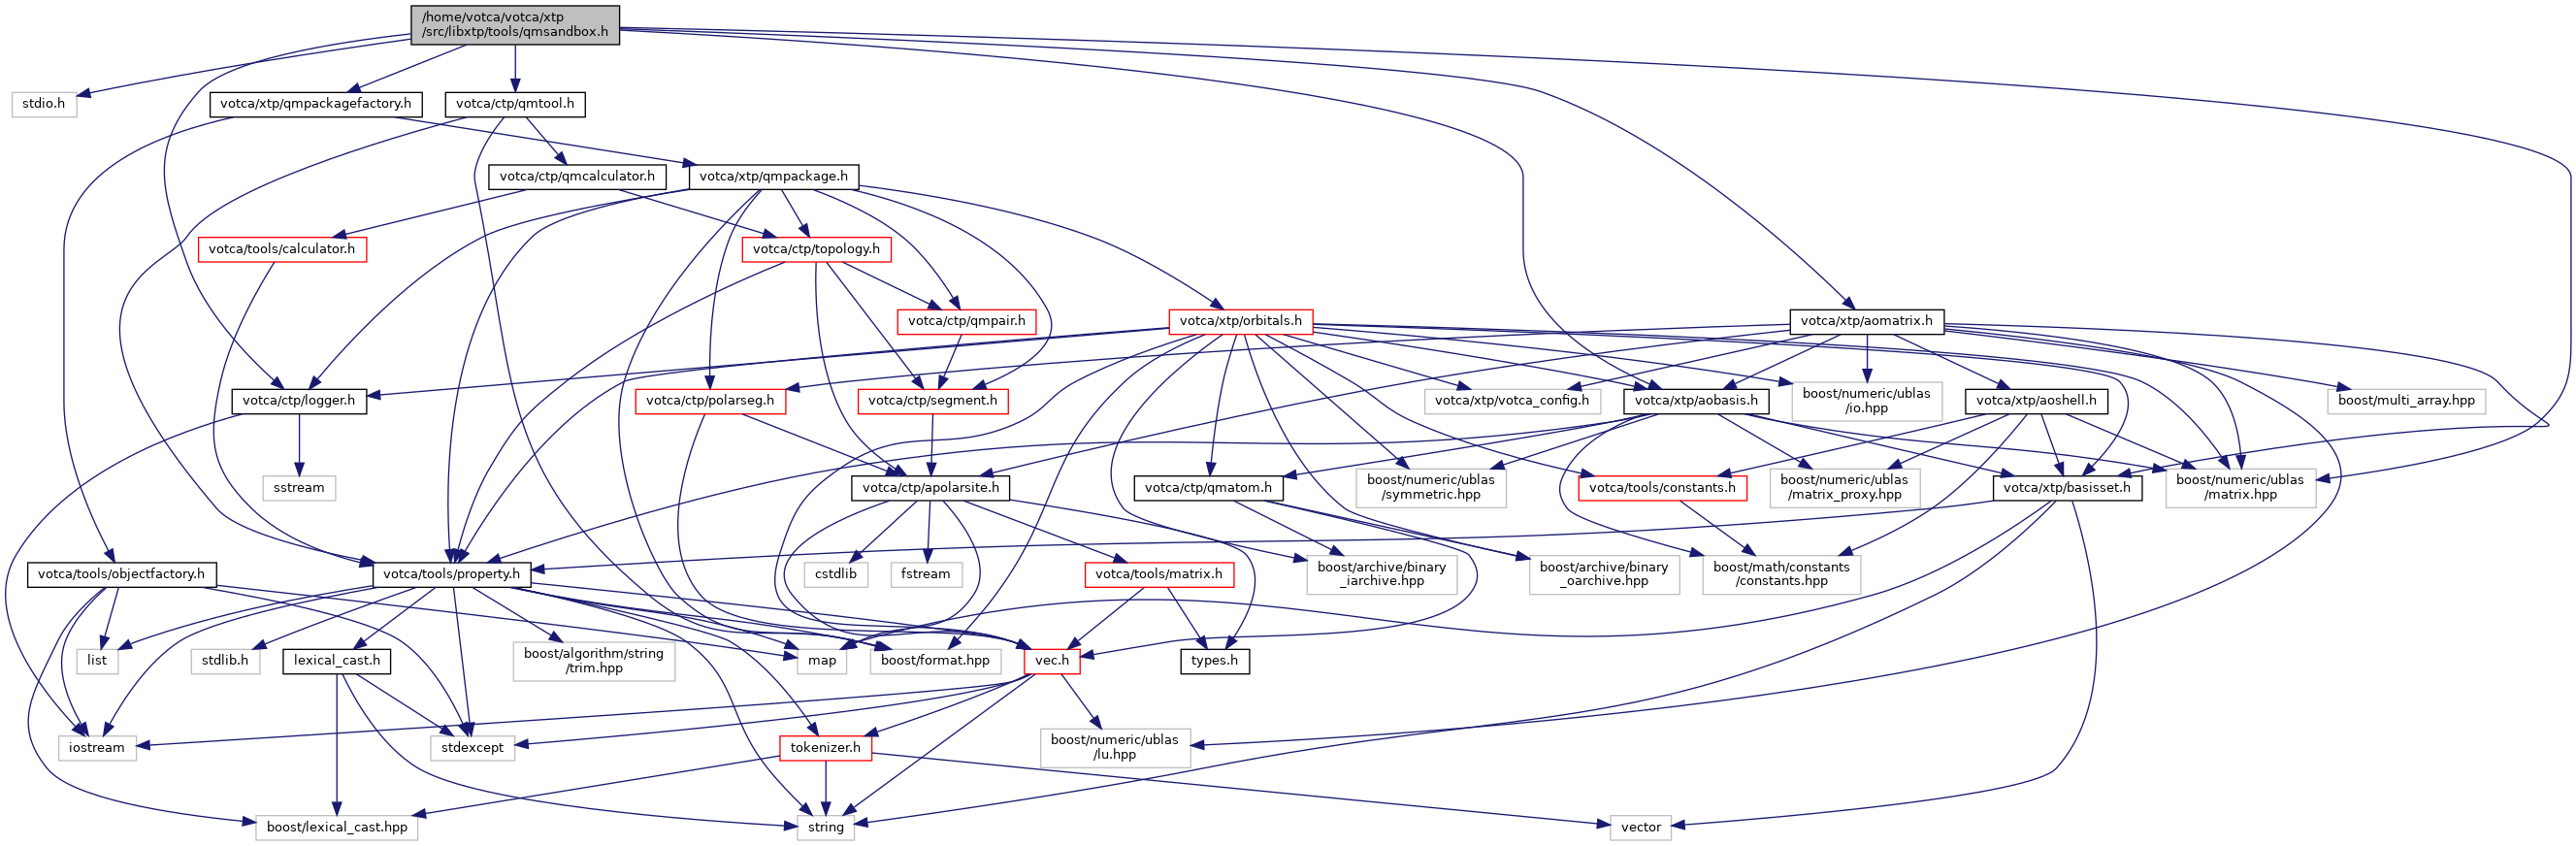 /home/votca/votca/xtp
/src/libxtp/tools/qmsandbox.h
stdio.h
votca/xtp/qmpackagefactory.h
votca/ctp/qmtool.h
votca/ctp/qmcalculator.h
votca/xtp/qmpackage.h
votca/tools/calculator.h
votca/ctp/topology.h
votca/ctp/qmpair.h
votca/xtp/orbitals.h
votca/xtp/aomatrix.h
votca/ctp/logger.h
votca/ctp/polarseg.h
votca/ctp/segment.h
votca/xtp/votca_config.h
votca/xtp/aobasis.h
boost/numeric/ublas
/io.hpp
votca/xtp/aoshell.h
boost/multi_array.hpp
sstream
votca/ctp/apolarsite.h
votca/ctp/qmatom.h
boost/numeric/ublas
/symmetric.hpp
votca/tools/constants.h
boost/numeric/ublas
/matrix_proxy.hpp
votca/xtp/basisset.h
boost/numeric/ublas
/matrix.hpp
votca/tools/objectfactory.h
votca/tools/property.h
cstdlib
fstream
votca/tools/matrix.h
boost/archive/binary
_iarchive.hpp
boost/archive/binary
_oarchive.hpp
boost/math/constants
/constants.hpp
list
stdlib.h
lexical_cast.h
boost/algorithm/string
/trim.hpp
map
boost/format.hpp
vec.h
types.h
iostream
stdexcept
tokenizer.h
boost/numeric/ublas
/lu.hpp
boost/lexical_cast.hpp
string
vector